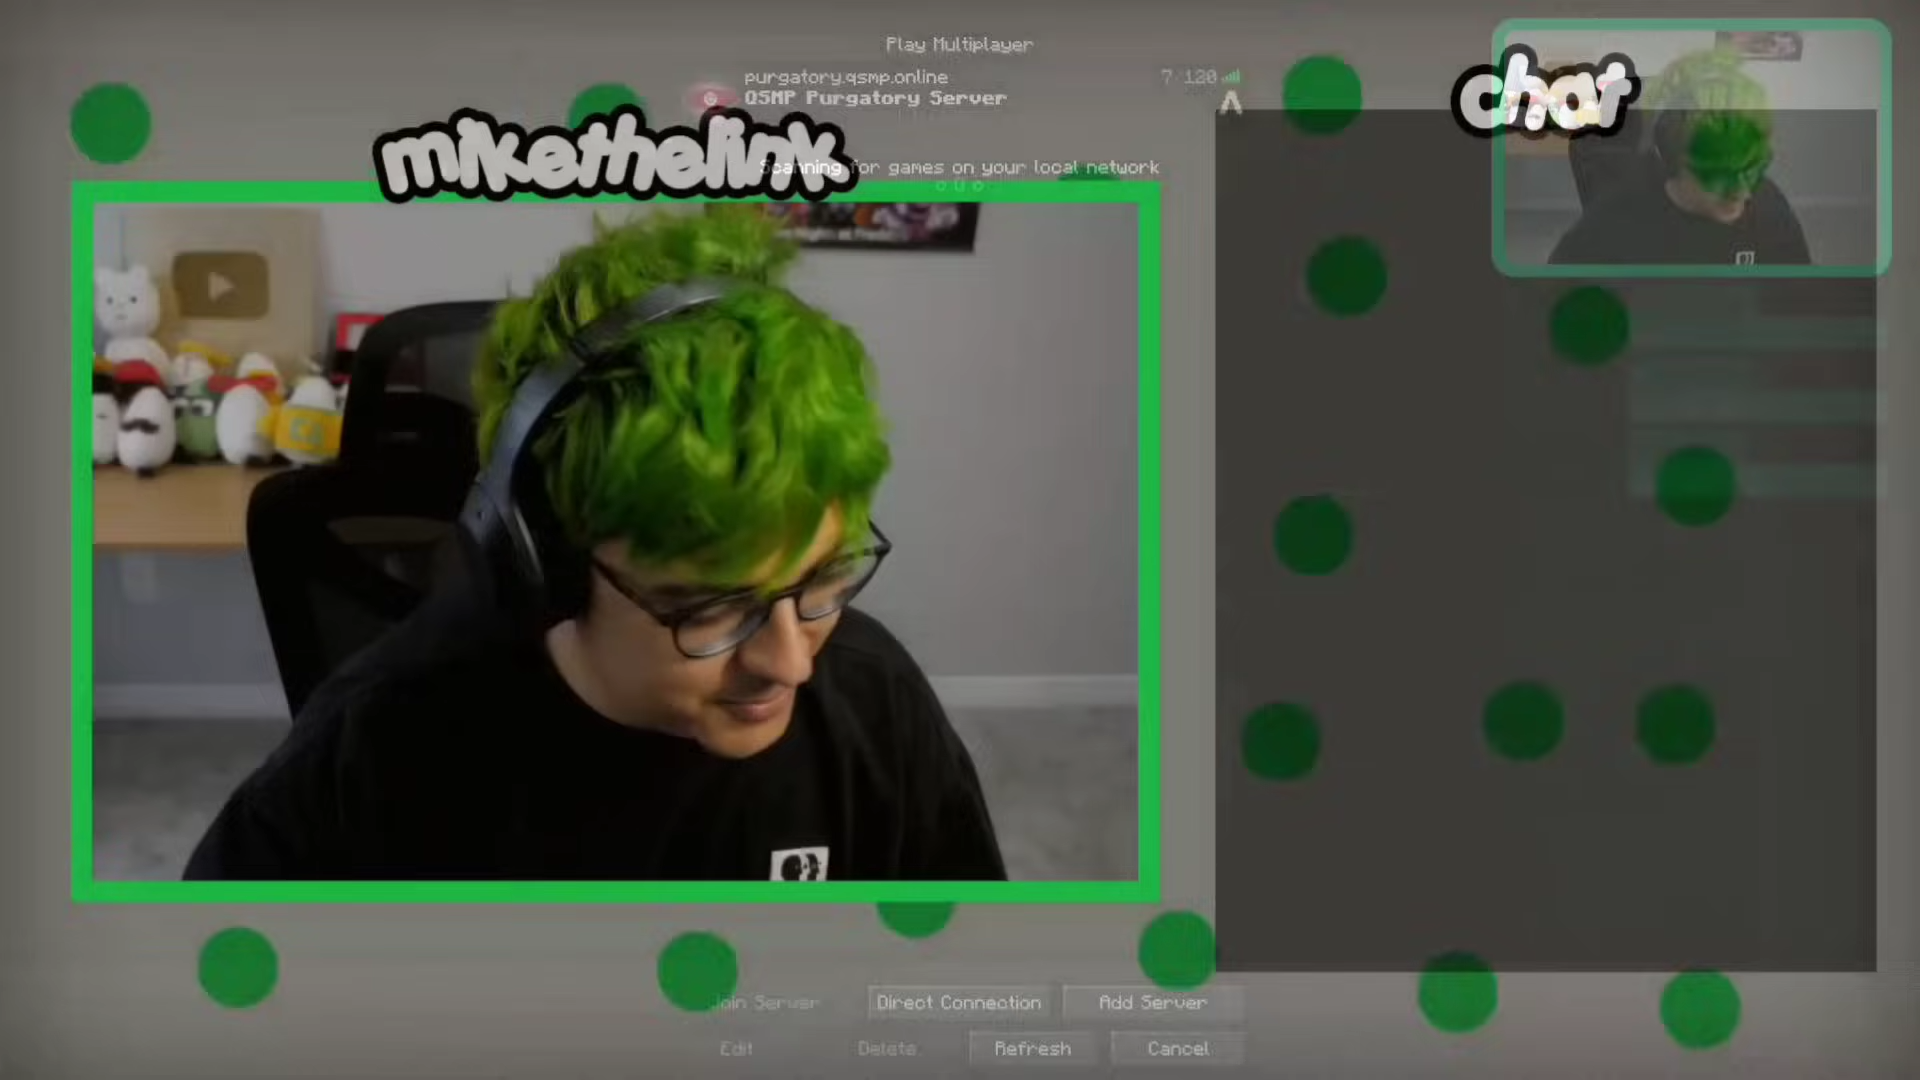 Play Multiplayer
purgatory.qsmp.online
7/120
QSMP Purgatory Server
chat
mikethelink
Scanning for games on your local network
o O o
Join Server
Direct Connection
Add Server
Edit
Delete
Refresh
Cancel